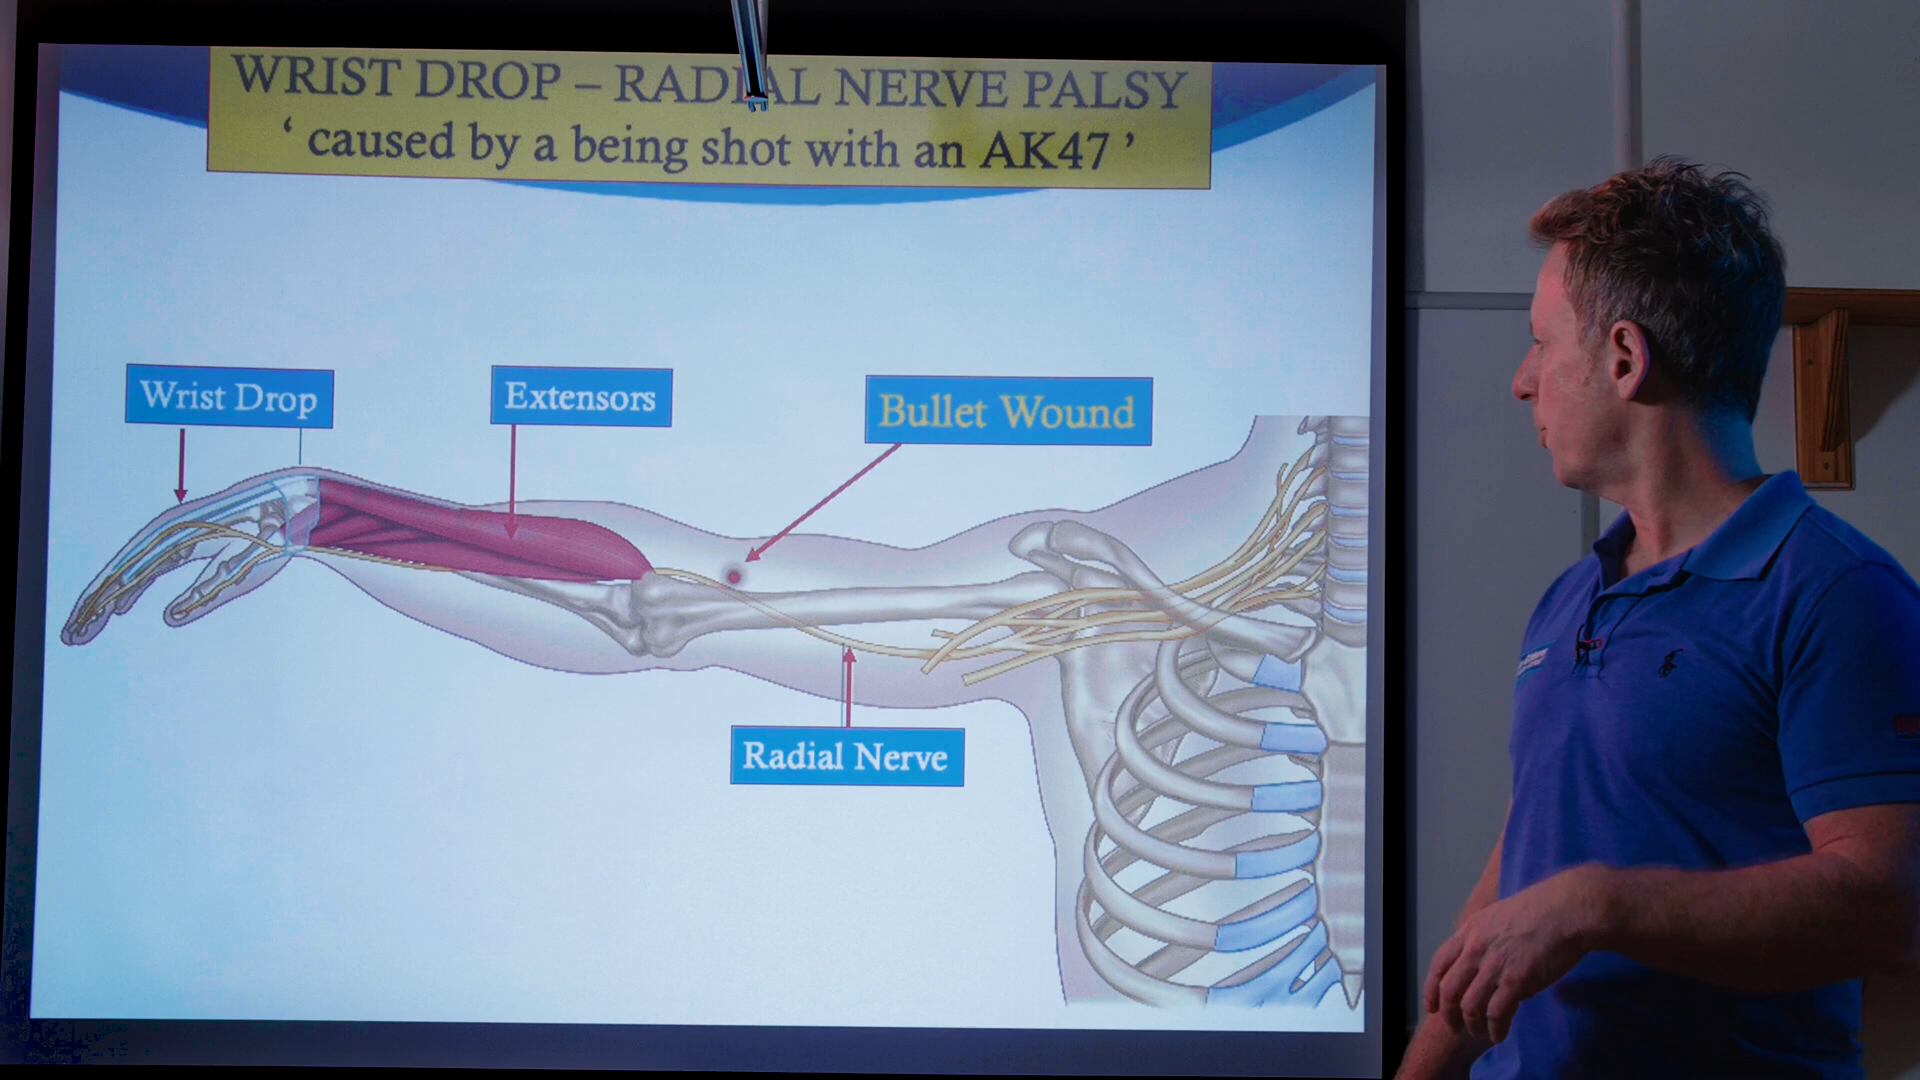 WRIST DROP – RADIAL NERVE PALSY
‘ caused by a being shot with an AK47 ’
Wrist Drop
Extensors
Bullet Wound
Radial Nerve